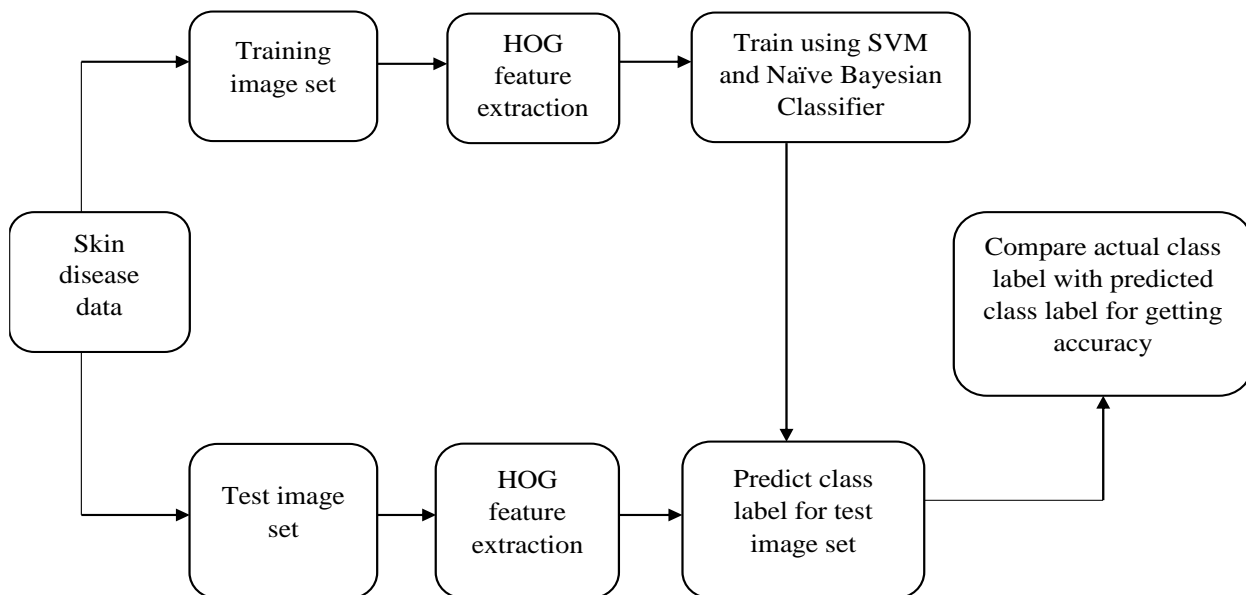 Training
image set
HOG
feature
extraction
Train using SVM
and Naïve Bayesian
Classifier
Skin
disease
data
Compare actual class
label with predicted
class label for getting
accuracy
Test image
set
HOG
feature
extraction
Predict class
label for test
image set